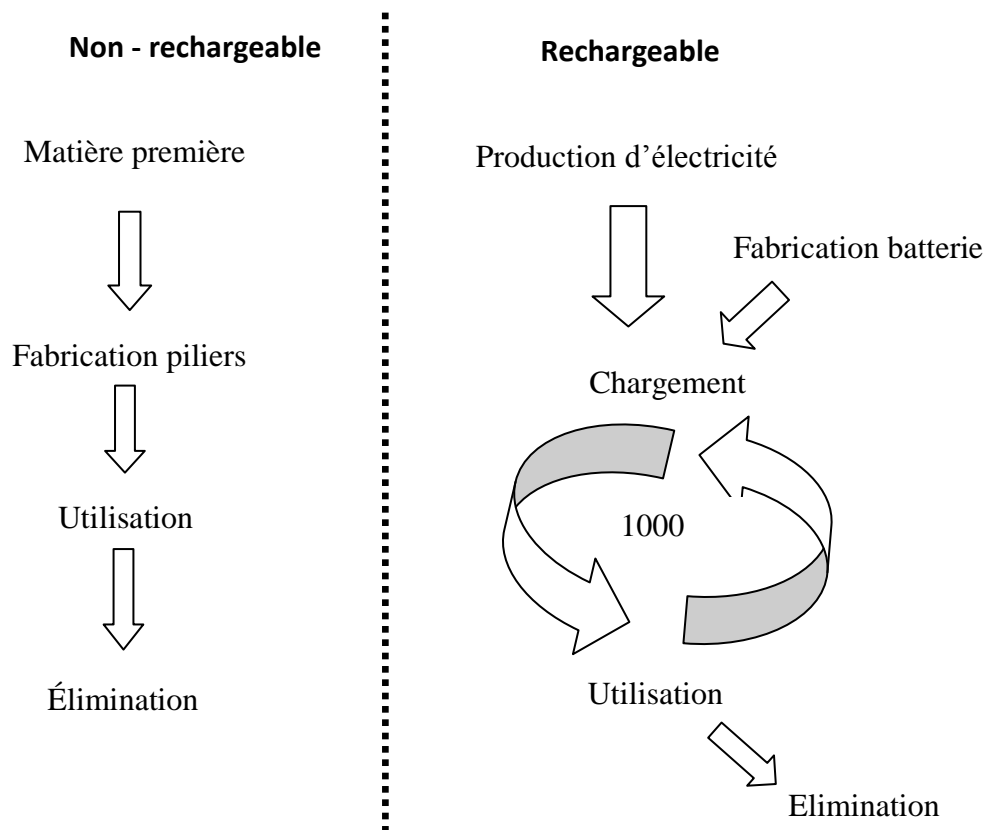 Non - rechargeable
Matière première
Fabrication piliers
Utilisation
Élimination
Rechargeable
Production d’électricité
Fabrication batterie
Chargement
1000
Utilisation
Elimination